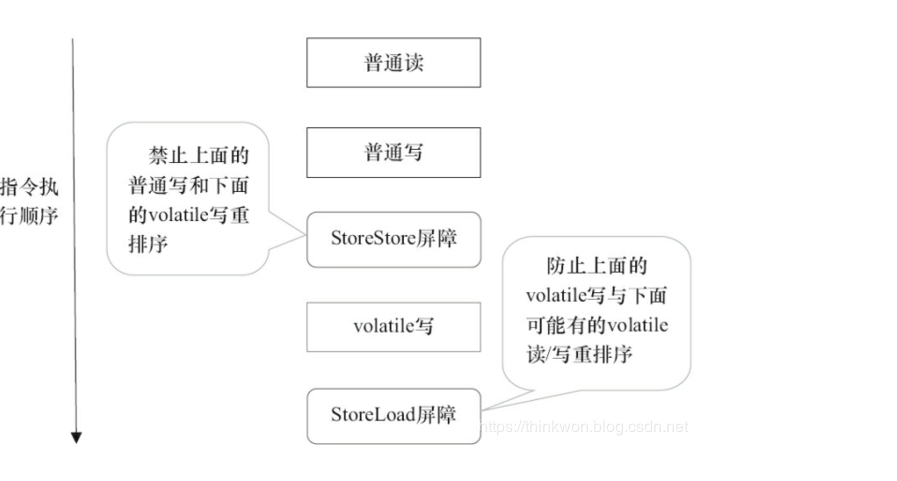 普通读
普通写
禁止上面的
普通写和下面
的volatile写重
排序
指令执
行顺序
StoreStore屏障
防止上面的
volatile写与下面
可能有的volatile
读/写重排序
volatile写
StoreLoad屏障
https://thinkwon.blog.csdn.net